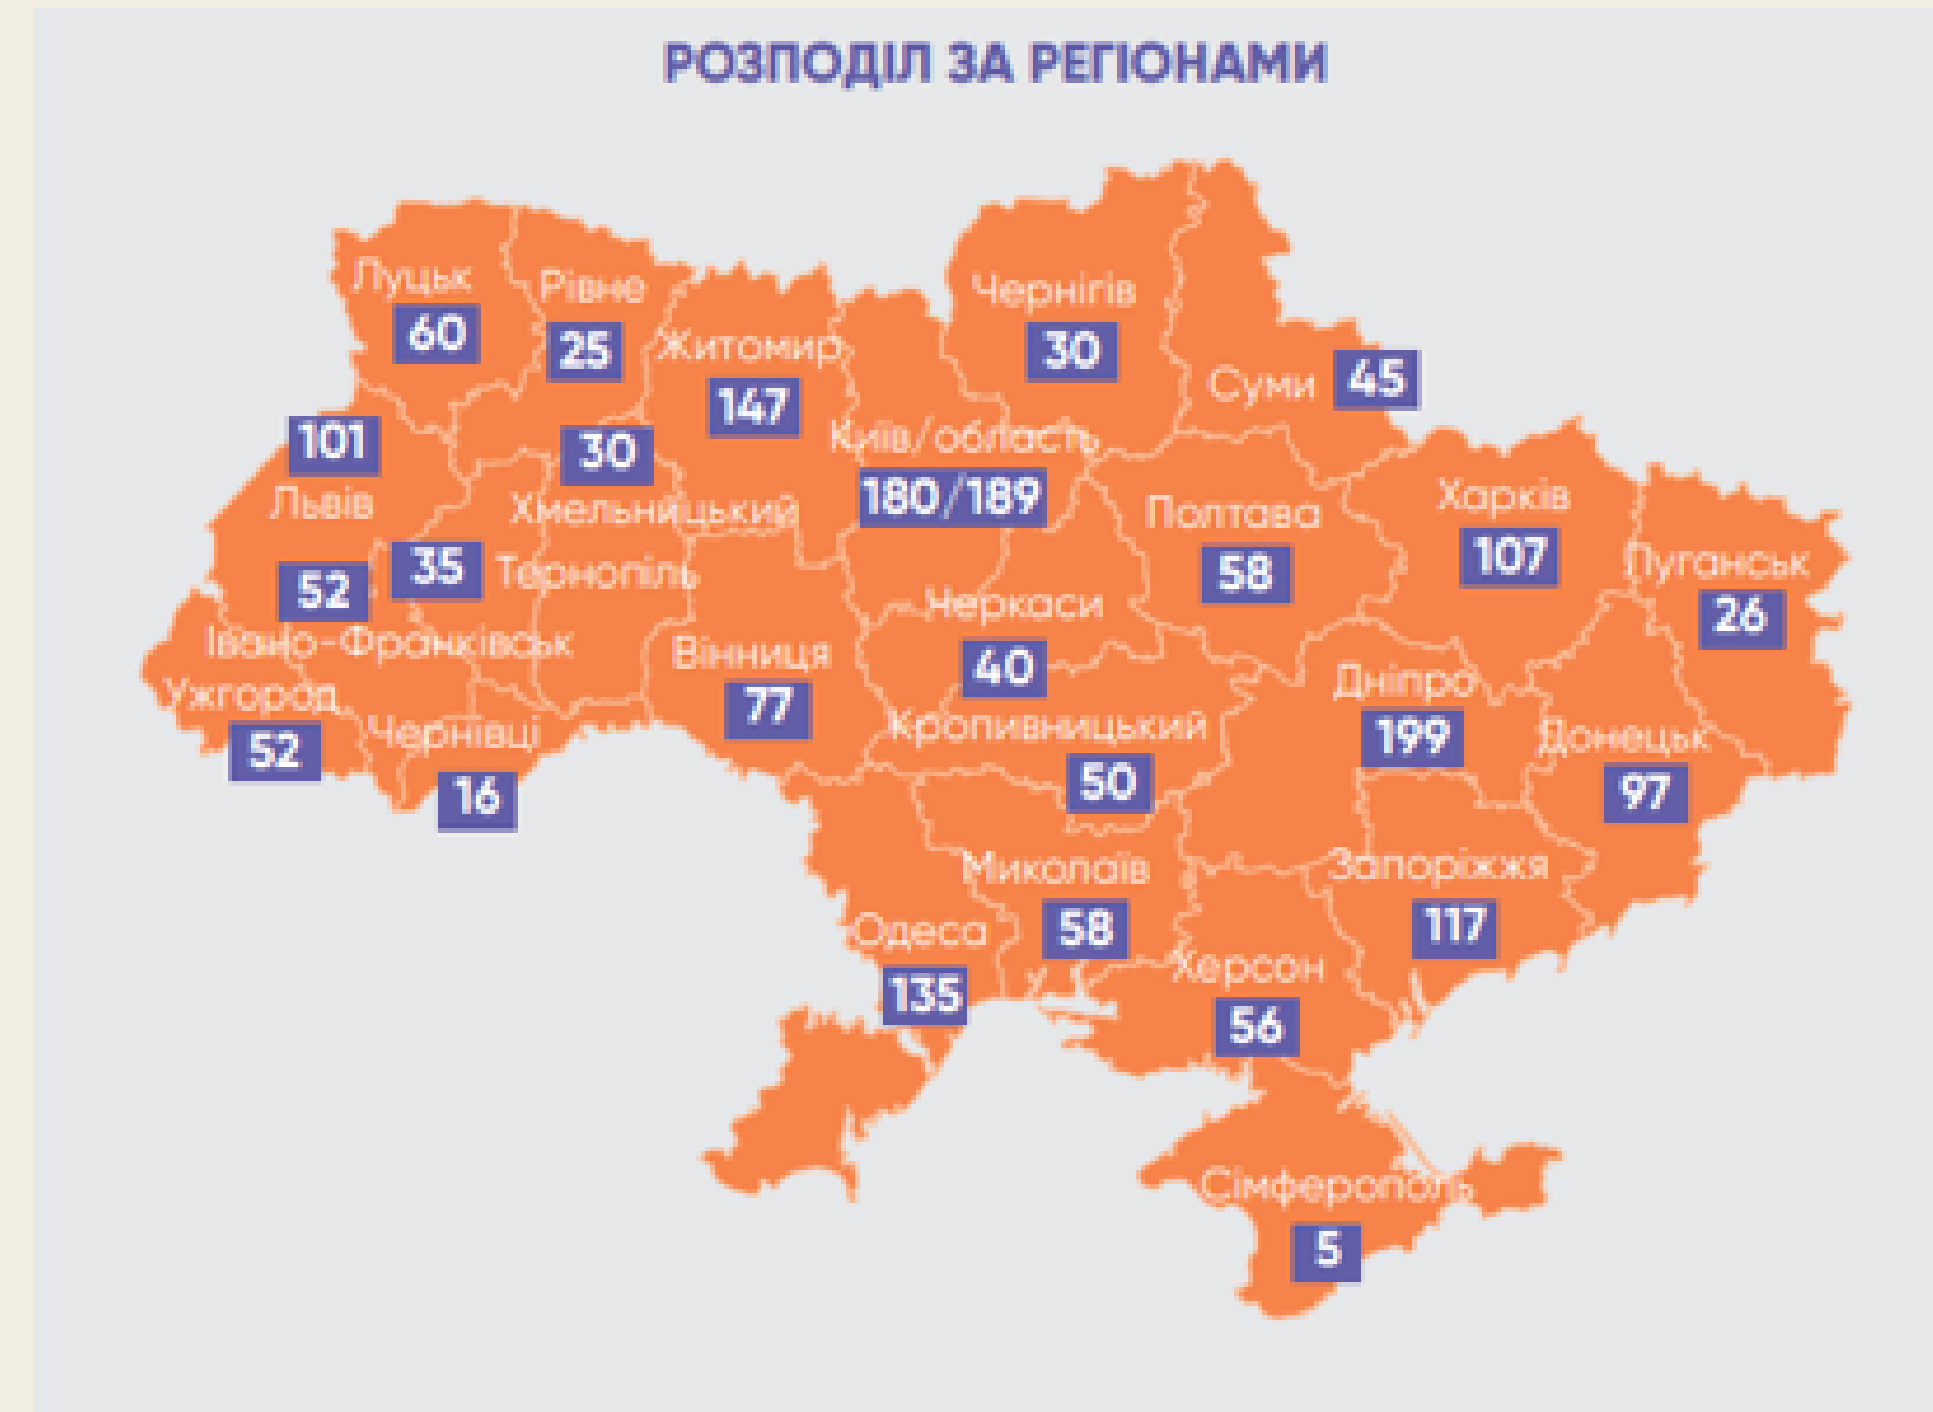 РОЗПОДІЛ ЗА РЕГІОНАМИ
Луцьк
60
Рівне
25
Житомир
147
Чернігів
30
Суми 45
101
Львів
30
Хмельницький
Київ/область
180/189
Полтава
58
Харків
107
Луганськ
26
52
Івано-Франківськ
35 Тернопіль
Черкаси
40
Вінниця
77
Ужгород
52
Чернівці
16
Кропивницький
50
Дніпро
199
Донецьк
97
Миколаїв
58
Запоріжжя
117
Одеса
135
Херсон
56
Сімферополь
5